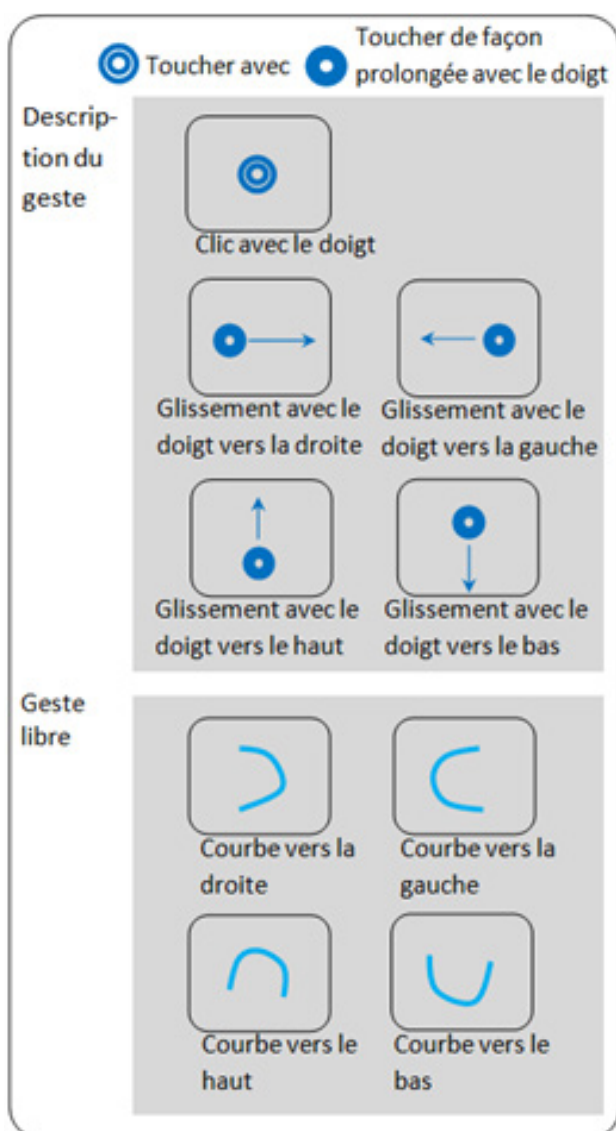 Toucher avec
Toucher de façon
prolongée avec le doigt
Descrip-
tion du
geste
Clic avec le doigt
Glissement avec le
doigt vers la droite
Glissement avec le
doigt vers la gauche
Glissement avec le
doigt vers le haut
Glissement avec le
doigt vers le bas
Geste
libre
Courbe vers la
droite
Courbe vers la
gauche
Courbe vers le
haut
Courbe vers le
bas